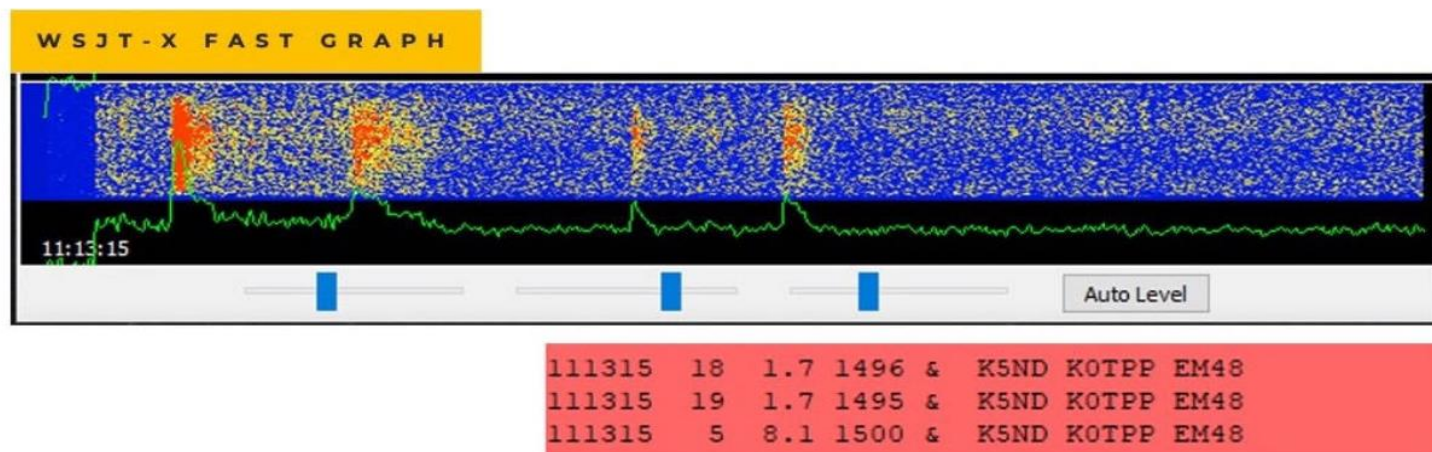 WSJT-X FAST GRAPH
11:13:15
Auto Level
111315 18 1.7 1496 & K5ND K0TPP EM48
111315 19 1.7 1495 & K5ND K0TPP EM48
111315 5 8.1 1500 & K5ND K0TPP EM48